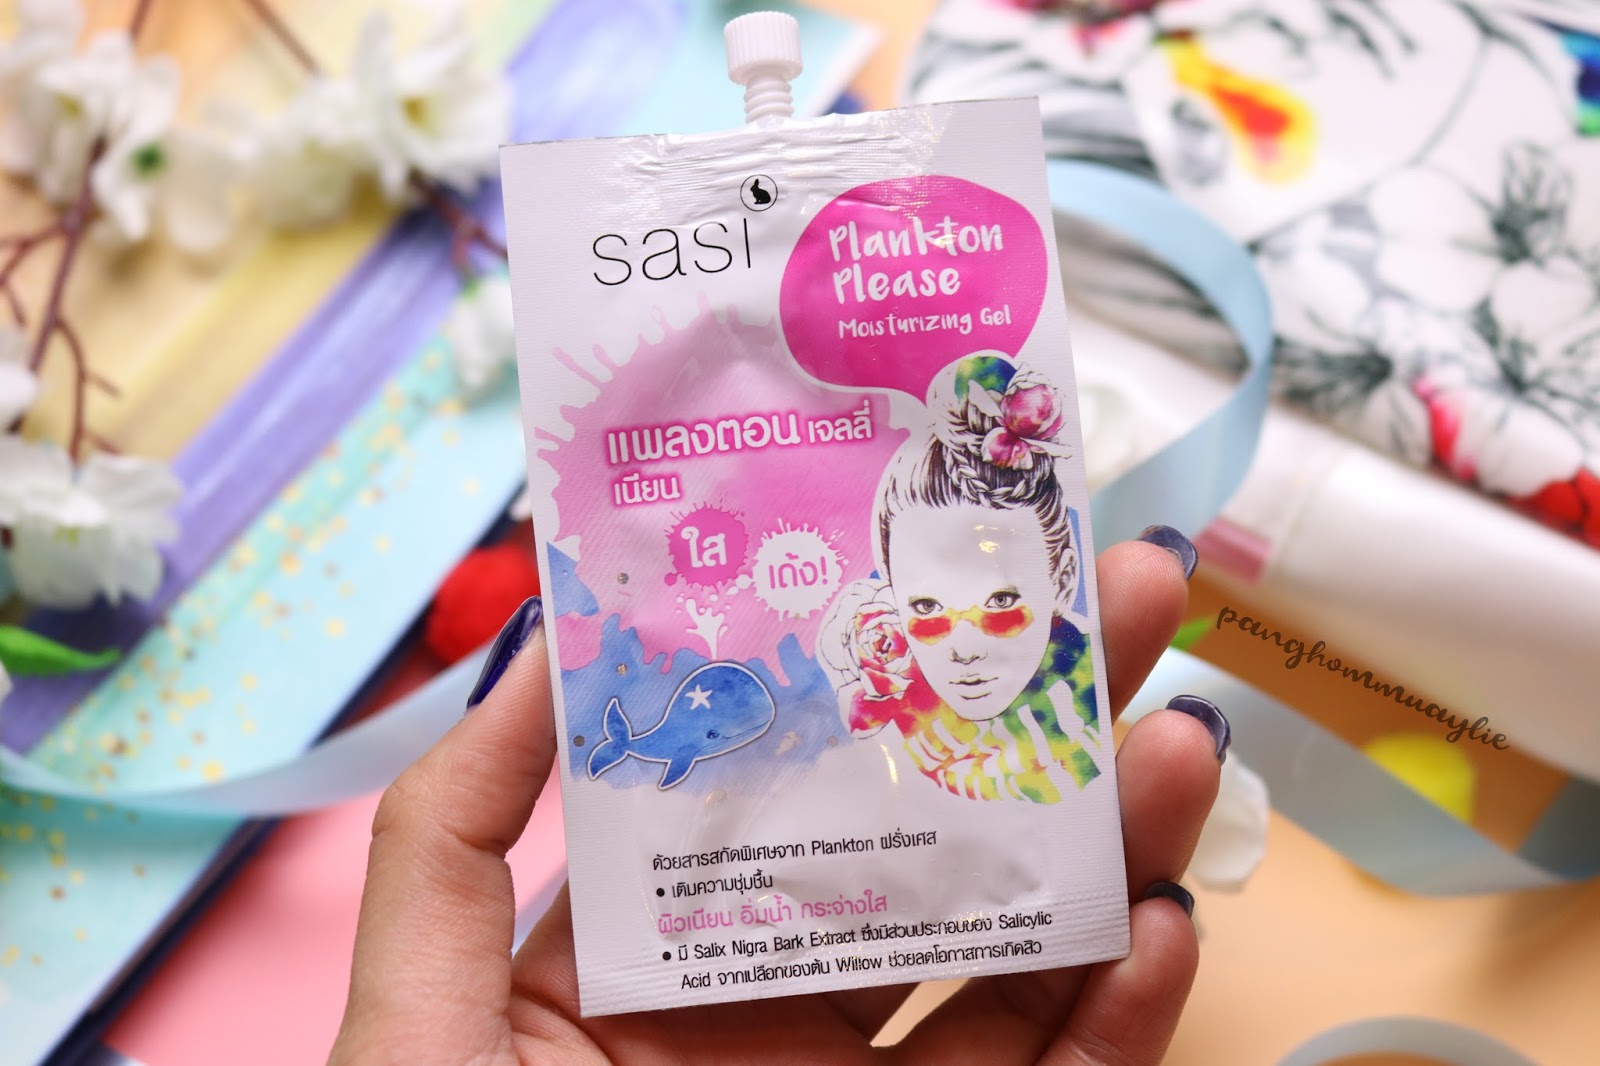 sasi
Plankton
Please
Moisturizing Gel
แพลงตอน เจลลี่
เนียน
ใส
เด้ง!
ด้วยสารสกัดพิเศษจาก Plankton ฝรั่งเศส
• เติมความชุ่มชื้น
ผิวเนียน อิ่มน้ำ กระจ่างใส
• มี Salix Nigra Bark Extract ซึ่งมีส่วนประกอบของ Salicylic
Acid จากเปลือกของต้น Willow ช่วยลดโอกาสการเกิดสิว
panghommuaylie